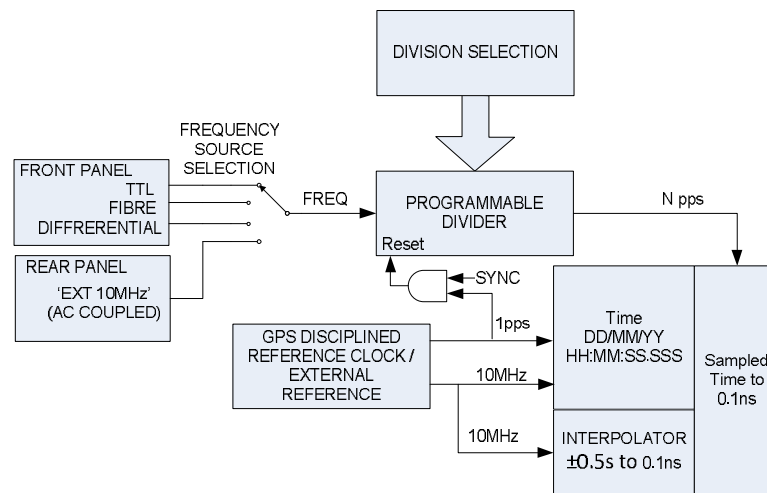 DIVISION SELECTION
FREQUENCY
SOURCE
SELECTION
FRONT PANEL
TTL
FIBRE
DIFFRERENTIAL
FREQ
PROGRAMMABLE
DIVIDER
Reset
N pps
REAR PANEL
‘EXT 10MHz’
(AC COUPLED)
SYNC
1pps
GPS DISCIPLINED
REFERENCE CLOCK /
EXTERNAL
REFERENCE
10MHz
10MHz
Time
DD/MM/YY
HH:MM:SS.SSS
Sampled
Time to
0.1ns
INTERPOLATOR
±0.5s to 0.1ns